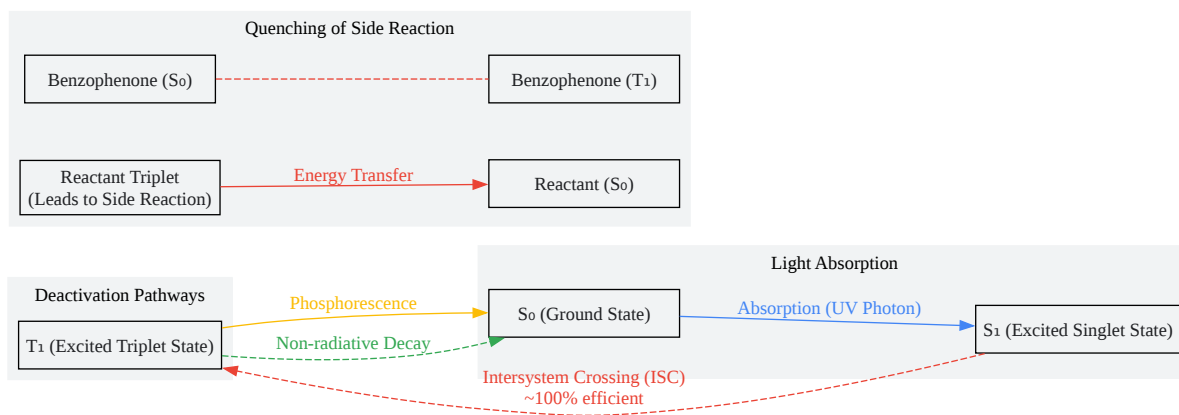 Quenching of Side Reaction
Benzophenone (S₀)
Benzophenone (T₁)
Reactant Triplet
(Leads to Side Reaction)
Energy Transfer
Reactant (S₀)
Light Absorption
Deactivation Pathways
Phosphorescence
S₀ (Ground State)
Absorption (UV Photon)
S₁ (Excited Singlet State)
T₁ (Excited Triplet State)
Non-radiative Decay
Intersystem Crossing (ISC)
~100% efficient